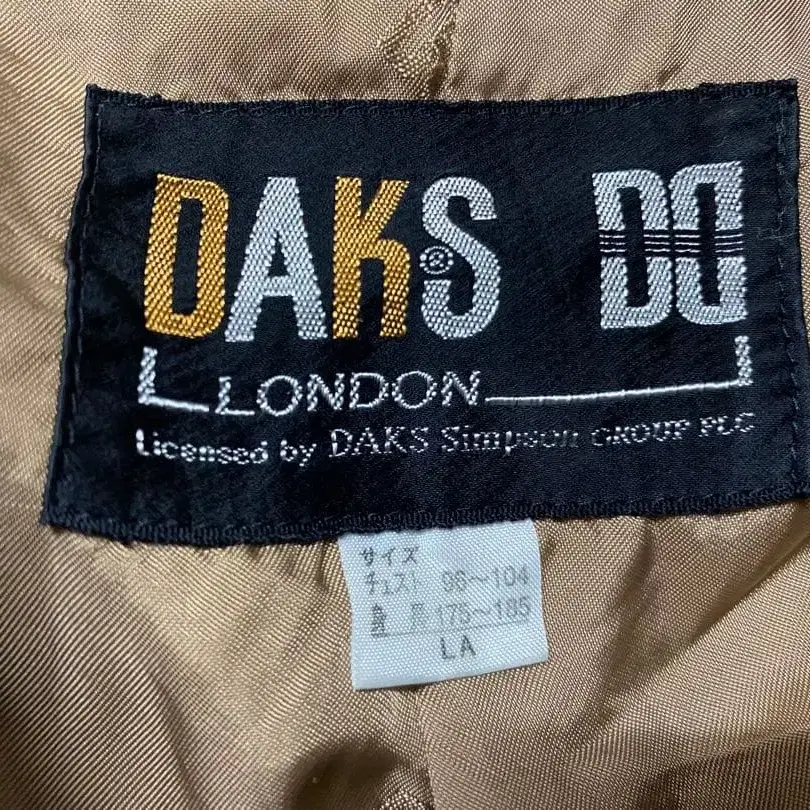 DAKS® DD
LONDON
Licensed by DAKS Simpson GROUP PLC
サイズ
チェスト 96～104
身長 175～185
LA